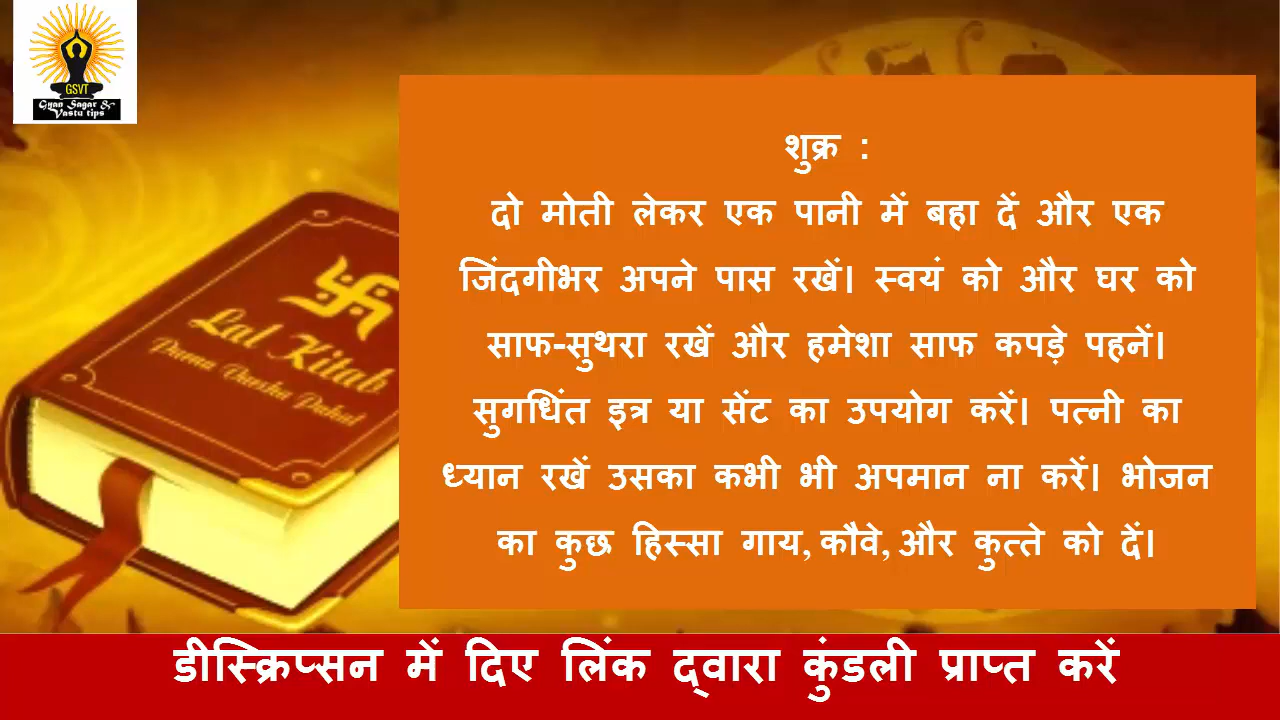 GSVT
Gyan Sagar &
Vastu tips
शुक्र :
दो मोती लेकर एक पानी में बहा दें और एक
जिंदगीभर अपने पास रखें। स्वयं को और घर को
साफ-सुथरा रखें और हमेशा साफ कपड़े पहनें।
सुगधिंत इत्र या सेंट का उपयोग करें। पत्नी का
ध्यान रखें उसका कभी भी अपमान ना करें। भोजन
का कुछ हिस्सा गाय, कौवे, और कुत्ते को दें।
Lal Kitab
डीस्क्रिप्सन में दिए लिंक द्वारा कुंडली प्राप्त करें